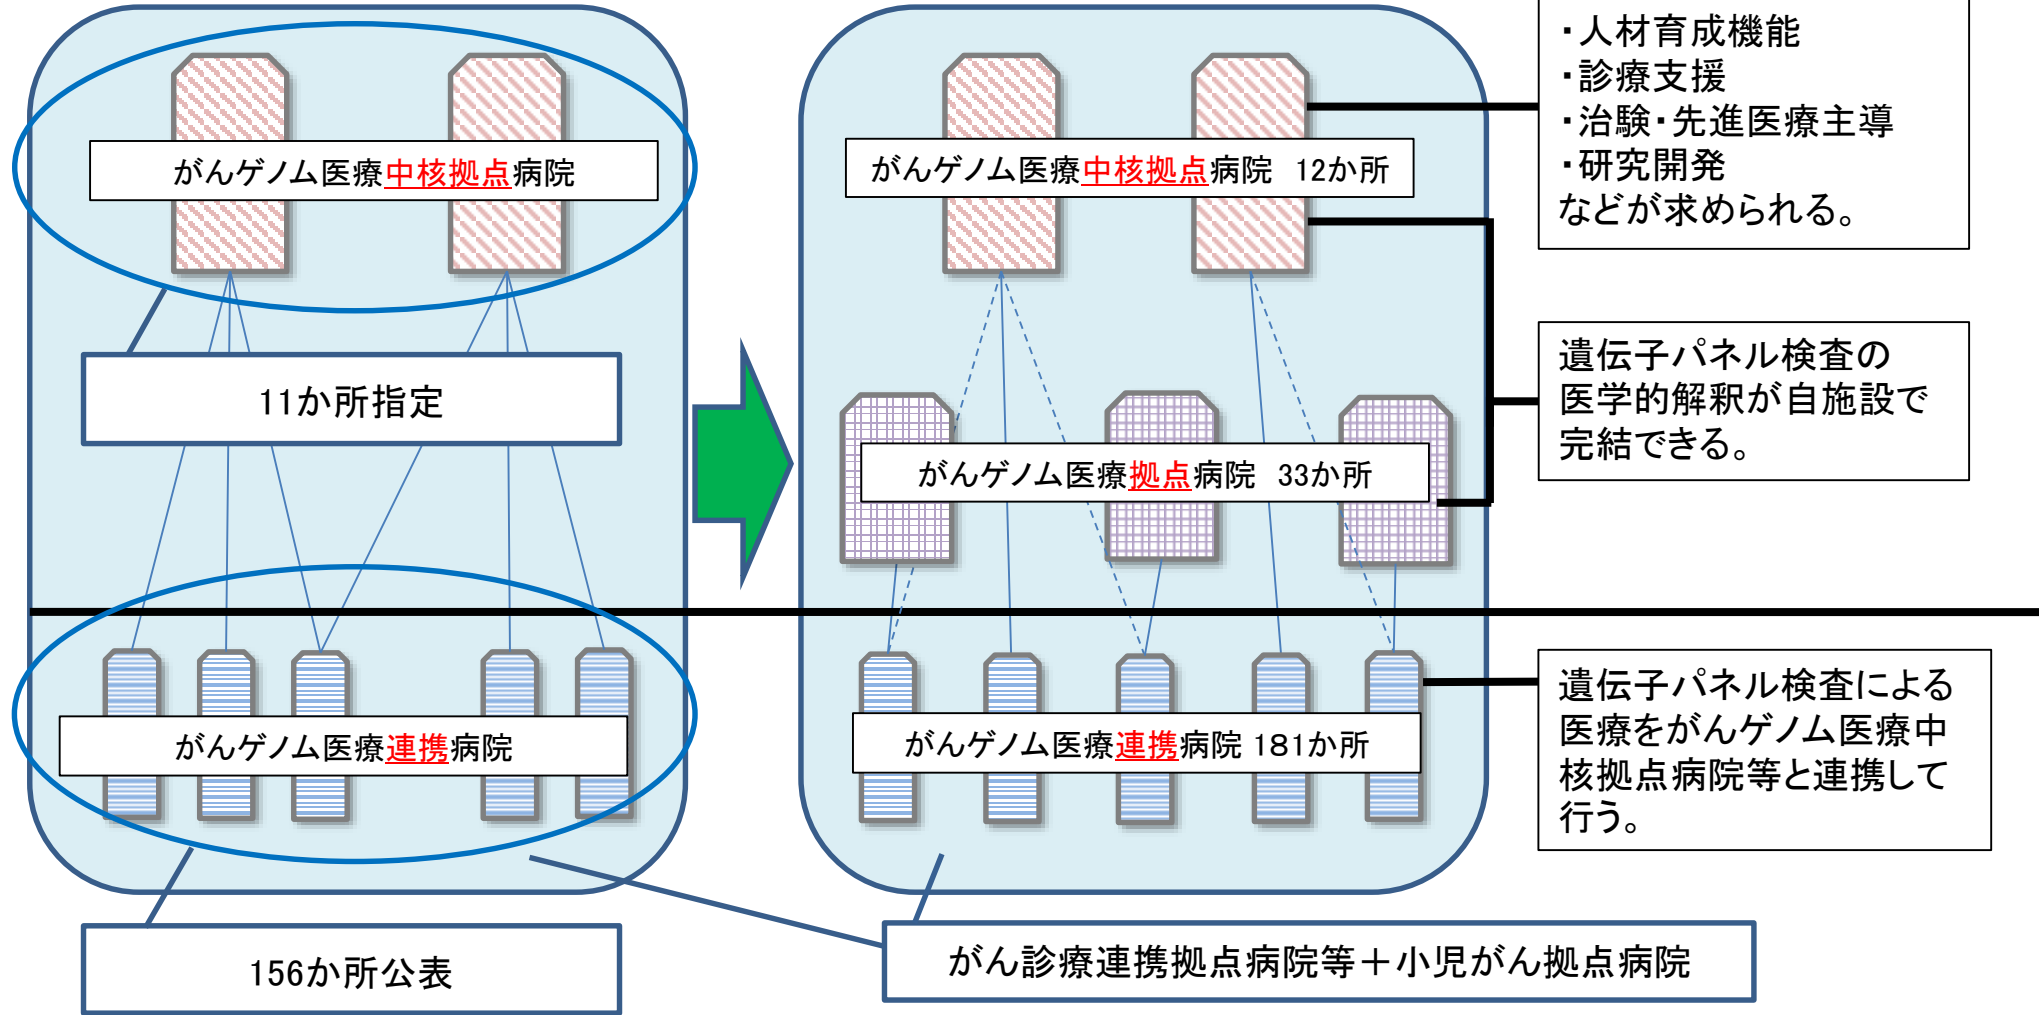 がんゲノム医療中核拠点病院
11か所指定
がんゲノム医療連携病院
156か所公表
がんゲノム医療中核拠点病院 12か所
がんゲノム医療拠点病院 33か所
がんゲノム医療連携病院 181か所
がん診療連携拠点病院等＋小児がん拠点病院
・人材育成機能
・診療支援
・治験・先進医療主導
・研究開発
などが求められる。
遺伝子パネル検査の
医学的解釈が自施設で
完結できる。
遺伝子パネル検査による
医療をがんゲノム医療中
核拠点病院等と連携して
行う。